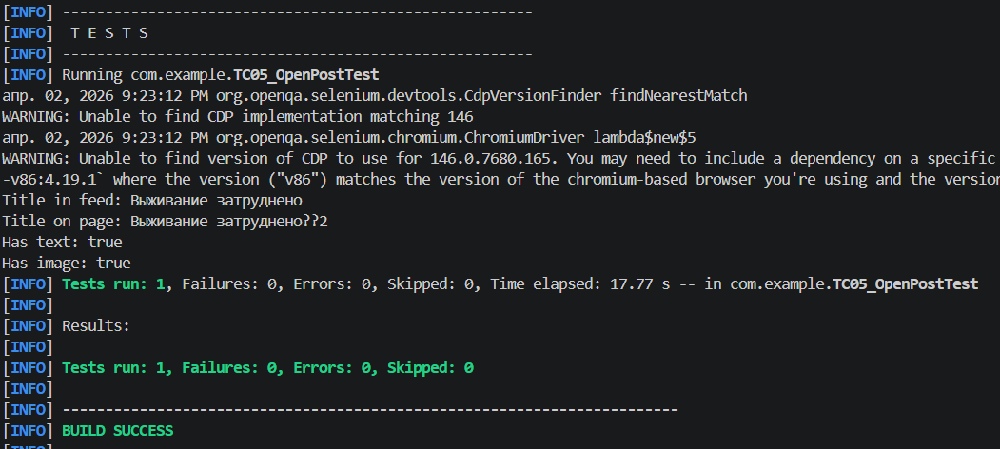 [INFO] -------------------------------------------------------
[INFO]  T E S T S
[INFO] -------------------------------------------------------
[INFO] Running com.example.TC05_OpenPostTest
апр. 02, 2026 9:23:12 PM org.openqa.selenium.devtools.CdpVersionFinder findNearestMatch
WARNING: Unable to find CDP implementation matching 146
апр. 02, 2026 9:23:12 PM org.openqa.selenium.chromium.ChromiumDriver lambda$new$5
WARNING: Unable to find version of CDP to use for 146.0.7680.165. You may need to include a dependency on a specific
-v86:4.19.1` where the version ("v86") matches the version of the chromium-based browser you're using and the version
Title in feed: Выживание затруднено
Title on page: Выживание затруднено??2
Has text: true
Has image: true
[INFO] Tests run: 1, Failures: 0, Errors: 0, Skipped: 0, Time elapsed: 17.77 s -- in com.example.TC05_OpenPostTest
[INFO]
[INFO] Results:
[INFO]
[INFO] Tests run: 1, Failures: 0, Errors: 0, Skipped: 0
[INFO]
[INFO] ------------------------------------------------------------------------
[INFO] BUILD SUCCESS